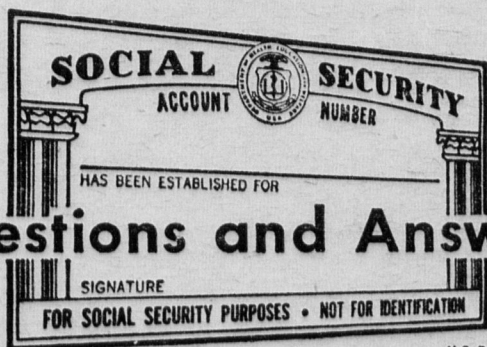 SOCIAL SECURITY
ACCOUNT NUMBER
HAS BEEN ESTABLISHED FOR
estions and Answ
SIGNATURE
FOR SOCIAL SECURITY PURPOSES • NOT FOR IDENTIFICATION